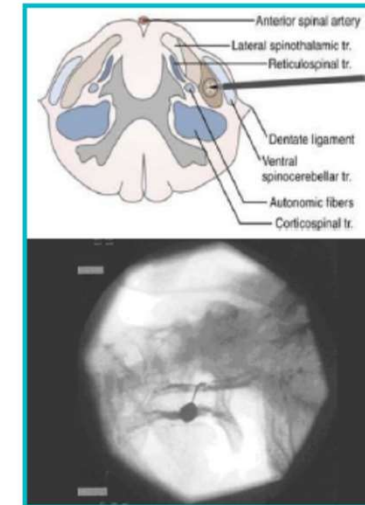 Anterior spinal artery
Lateral spinothalamic tr.
Reticulospinal tr.
Dentate ligament
Ventral
spinocerebellar tr.
Autonomic fibers
Corticospinal tr.